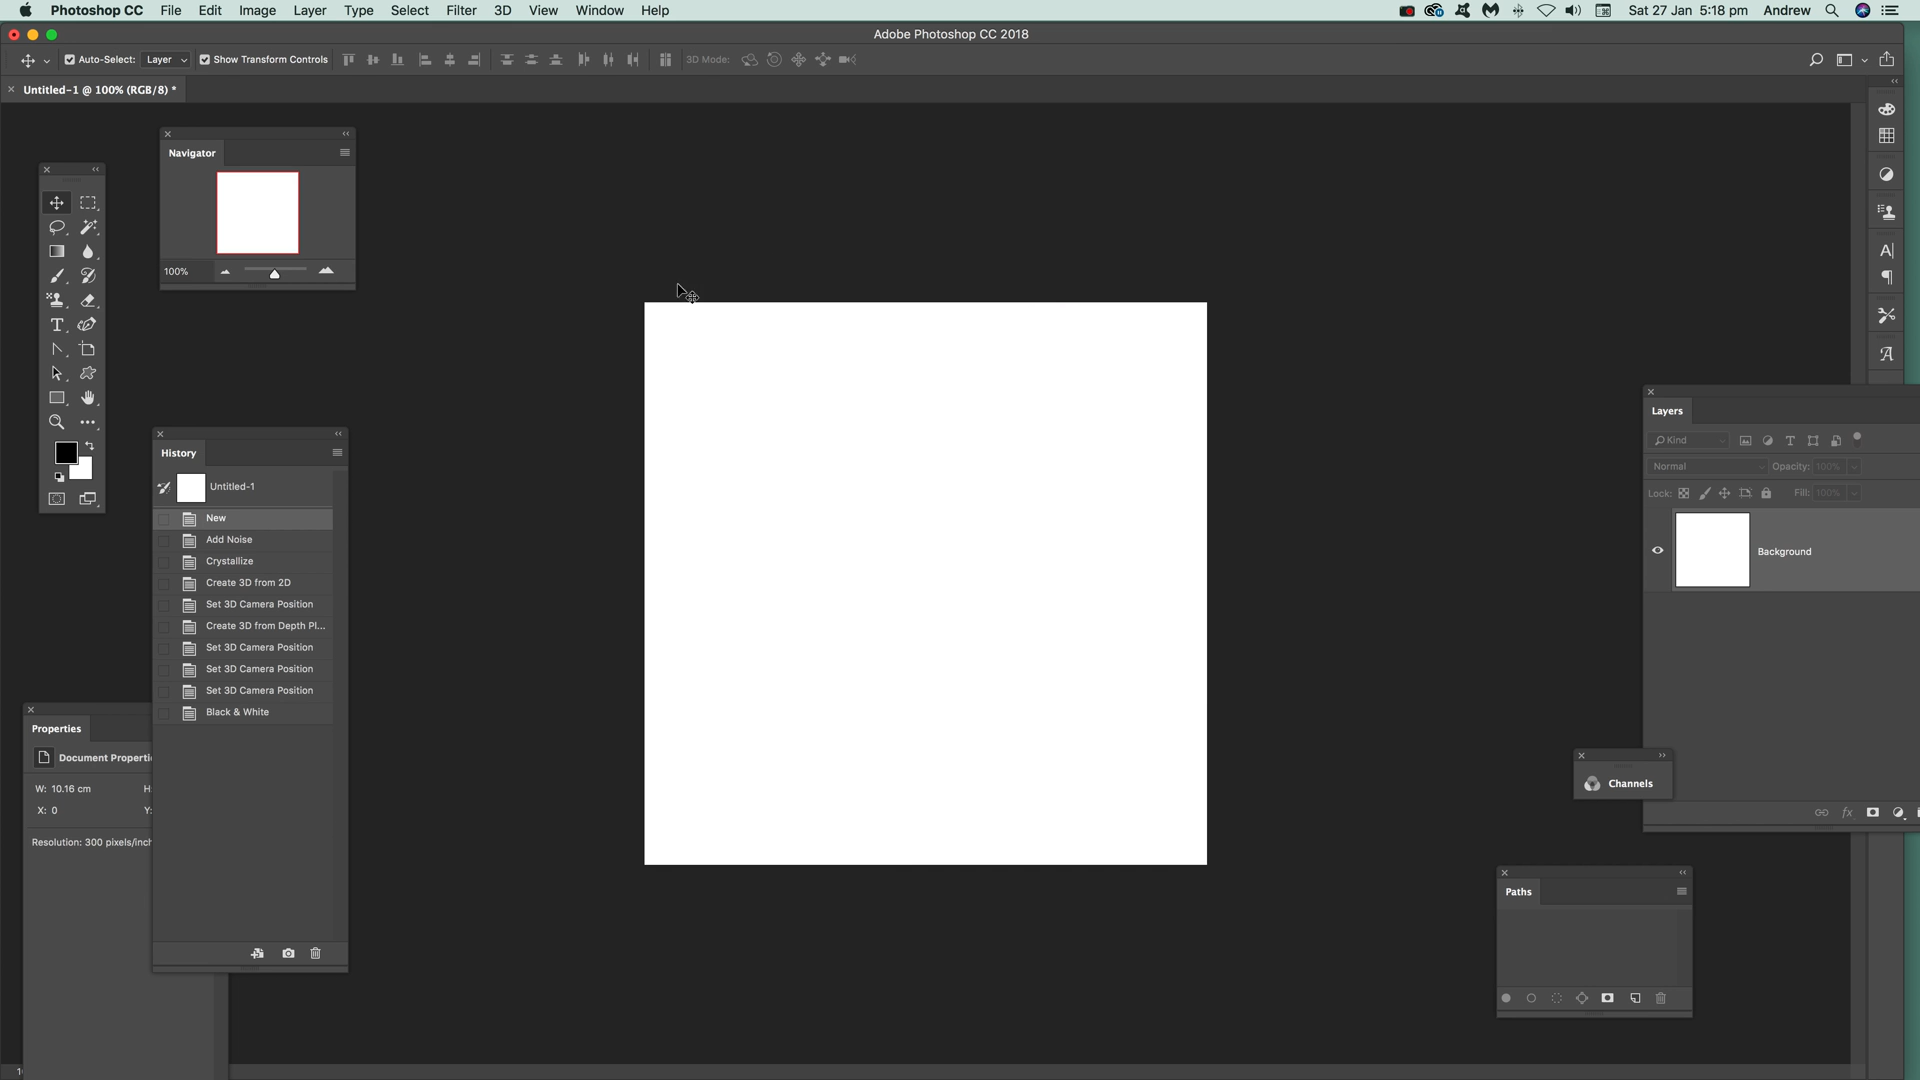 Photoshop CC File Edit Image Layer Type Select Filter 3D View Window Help Sat 27 Jan 5:18 pm Andrew
Adobe Photoshop CC 2018
Auto-Select: Layer Show Transform Controls 3D Mode:
Untitled-1 @ 100% (RGB/8) *
Navigator
100%
History
Untitled-1
New
Add Noise
Crystallize
Create 3D from 2D
Set 3D Camera Position
Create 3D from Depth Pl...
Set 3D Camera Position
Set 3D Camera Position
Set 3D Camera Position
Black & White
Properties
Document Properti
W: 10.16 cm H:
X: 0 Y:
Resolution: 300 pixels/inch
Layers
Kind
Normal Opacity: 100%
Lock: Fill: 100%
Background
Channels
Paths